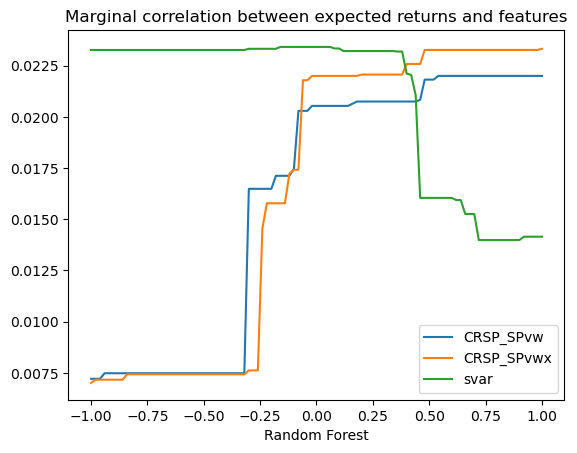 Marginal correlation between expected returns and features
0.0225
0.0200
0.0175
0.0150
0.0125
0.0100
0.0075
CRSP_SPvw
CRSP_SPvwx
svar
−1.00 −0.75 −0.50 −0.25 0.00 0.25 0.50 0.75 1.00
Random Forest